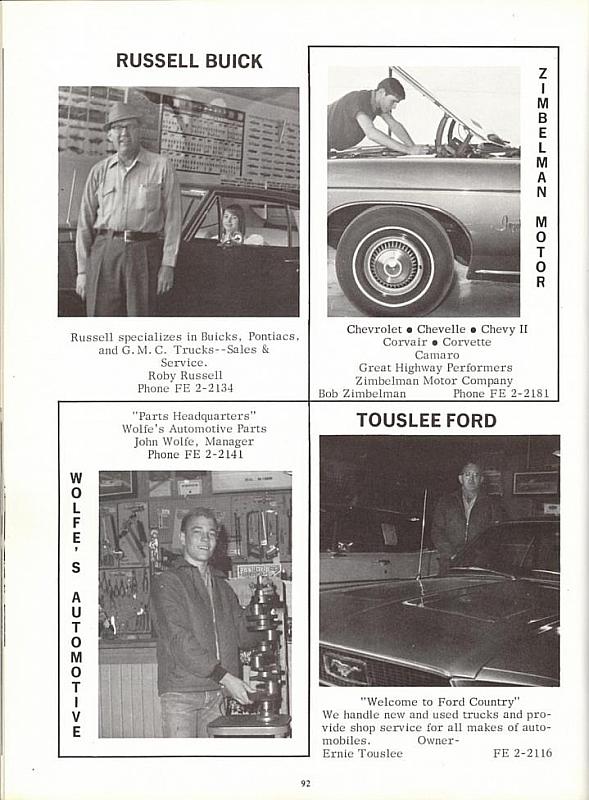 RUSSELL BUICK
Russell specializes in Buicks, Pontiacs,
and G.M.C. Trucks--Sales &
Service.
Roby Russell
Phone FE 2-2134
ZIMBELMAN MOTOR
Chevrolet ● Chevelle ● Chevy II
Corvair ● Corvette
Camaro
Great Highway Performers
Zimbelman Motor Company
Bob Zimbelman Phone FE 2-2181
"Parts Headquarters"
Wolfe's Automotive Parts
John Wolfe, Manager
Phone FE 2-2141
WOLFE'S AUTOMOTIVE
TOUSLEE FORD
"Welcome to Ford Country"
We handle new and used trucks and pro-
vide shop service for all makes of auto-
mobiles. Owner-
Ernie Touslee FE 2-2116
92